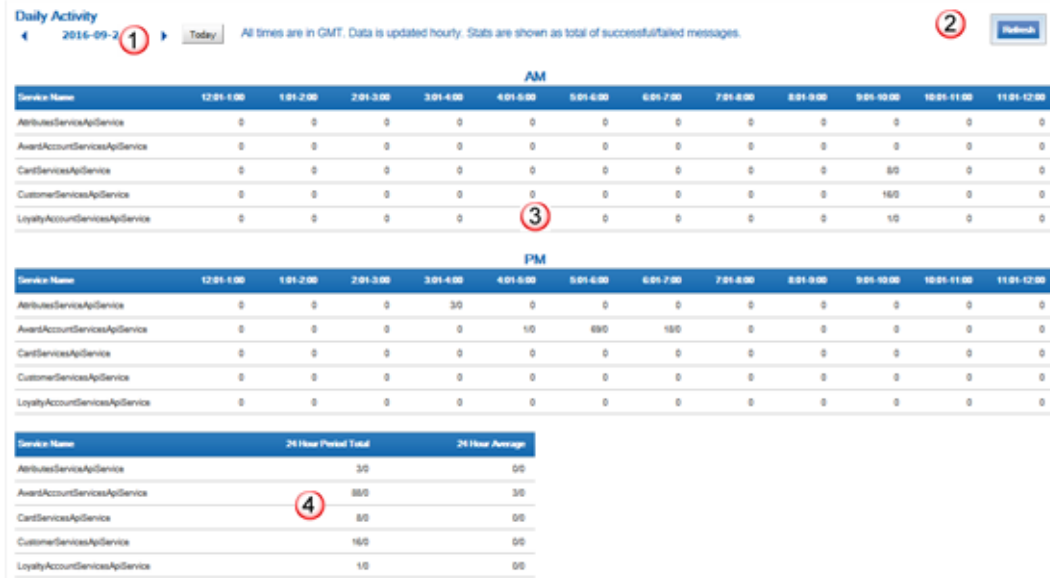 Daily Activity
2016-09-2 1 Today All times are in GMT. Data is updated hourly. Stats are shown as total of successful/failed messages. 2 Refresh
AM
Service Name 12:01-1:00 1:01-2:00 2:01-3:00 3:01-4:00 4:01-5:00 5:01-6:00 6:01-7:00 7:01-8:00 8:01-9:00 9:01-10:00 10:01-11:00 11:01-12:00
AttributesServiceApiService 0 0 0 0 0 0 0 0 0 0 0 0
AwardAccountServicesApiService 0 0 0 0 0 0 0 0 0 0 0 0
CardServicesApiService 0 0 0 0 0 0 0 0 0 8/0 0 0
CustomerServicesApiService 0 0 0 0 0 0 0 0 0 16/0 0 0
LoyaltyAccountServicesApiService 0 0 0 0 3 0 0 0 0 1/0 0 0
PM
Service Name 12:01-1:00 1:01-2:00 2:01-3:00 3:01-4:00 4:01-5:00 5:01-6:00 6:01-7:00 7:01-8:00 8:01-9:00 9:01-10:00 10:01-11:00 11:01-12:00
AttributesServiceApiService 0 0 0 3/0 0 0 0 0 0 0 0 0
AwardAccountServicesApiService 0 0 0 0 1/0 69/0 18/0 0 0 0 0 0
CardServicesApiService 0 0 0 0 0 0 0 0 0 0 0 0
CustomerServicesApiService 0 0 0 0 0 0 0 0 0 0 0 0
LoyaltyAccountServicesApiService 0 0 0 0 0 0 0 0 0 0 0 0
Service Name 24 Hour Period Total 24 Hour Average
AttributesServiceApiService 3/0 0/0
AwardAccountServicesApiService 88/0 3/0
4
CardServicesApiService 8/0 0/0
CustomerServicesApiService 16/0 0/0
LoyaltyAccountServicesApiService 1/0 0/0